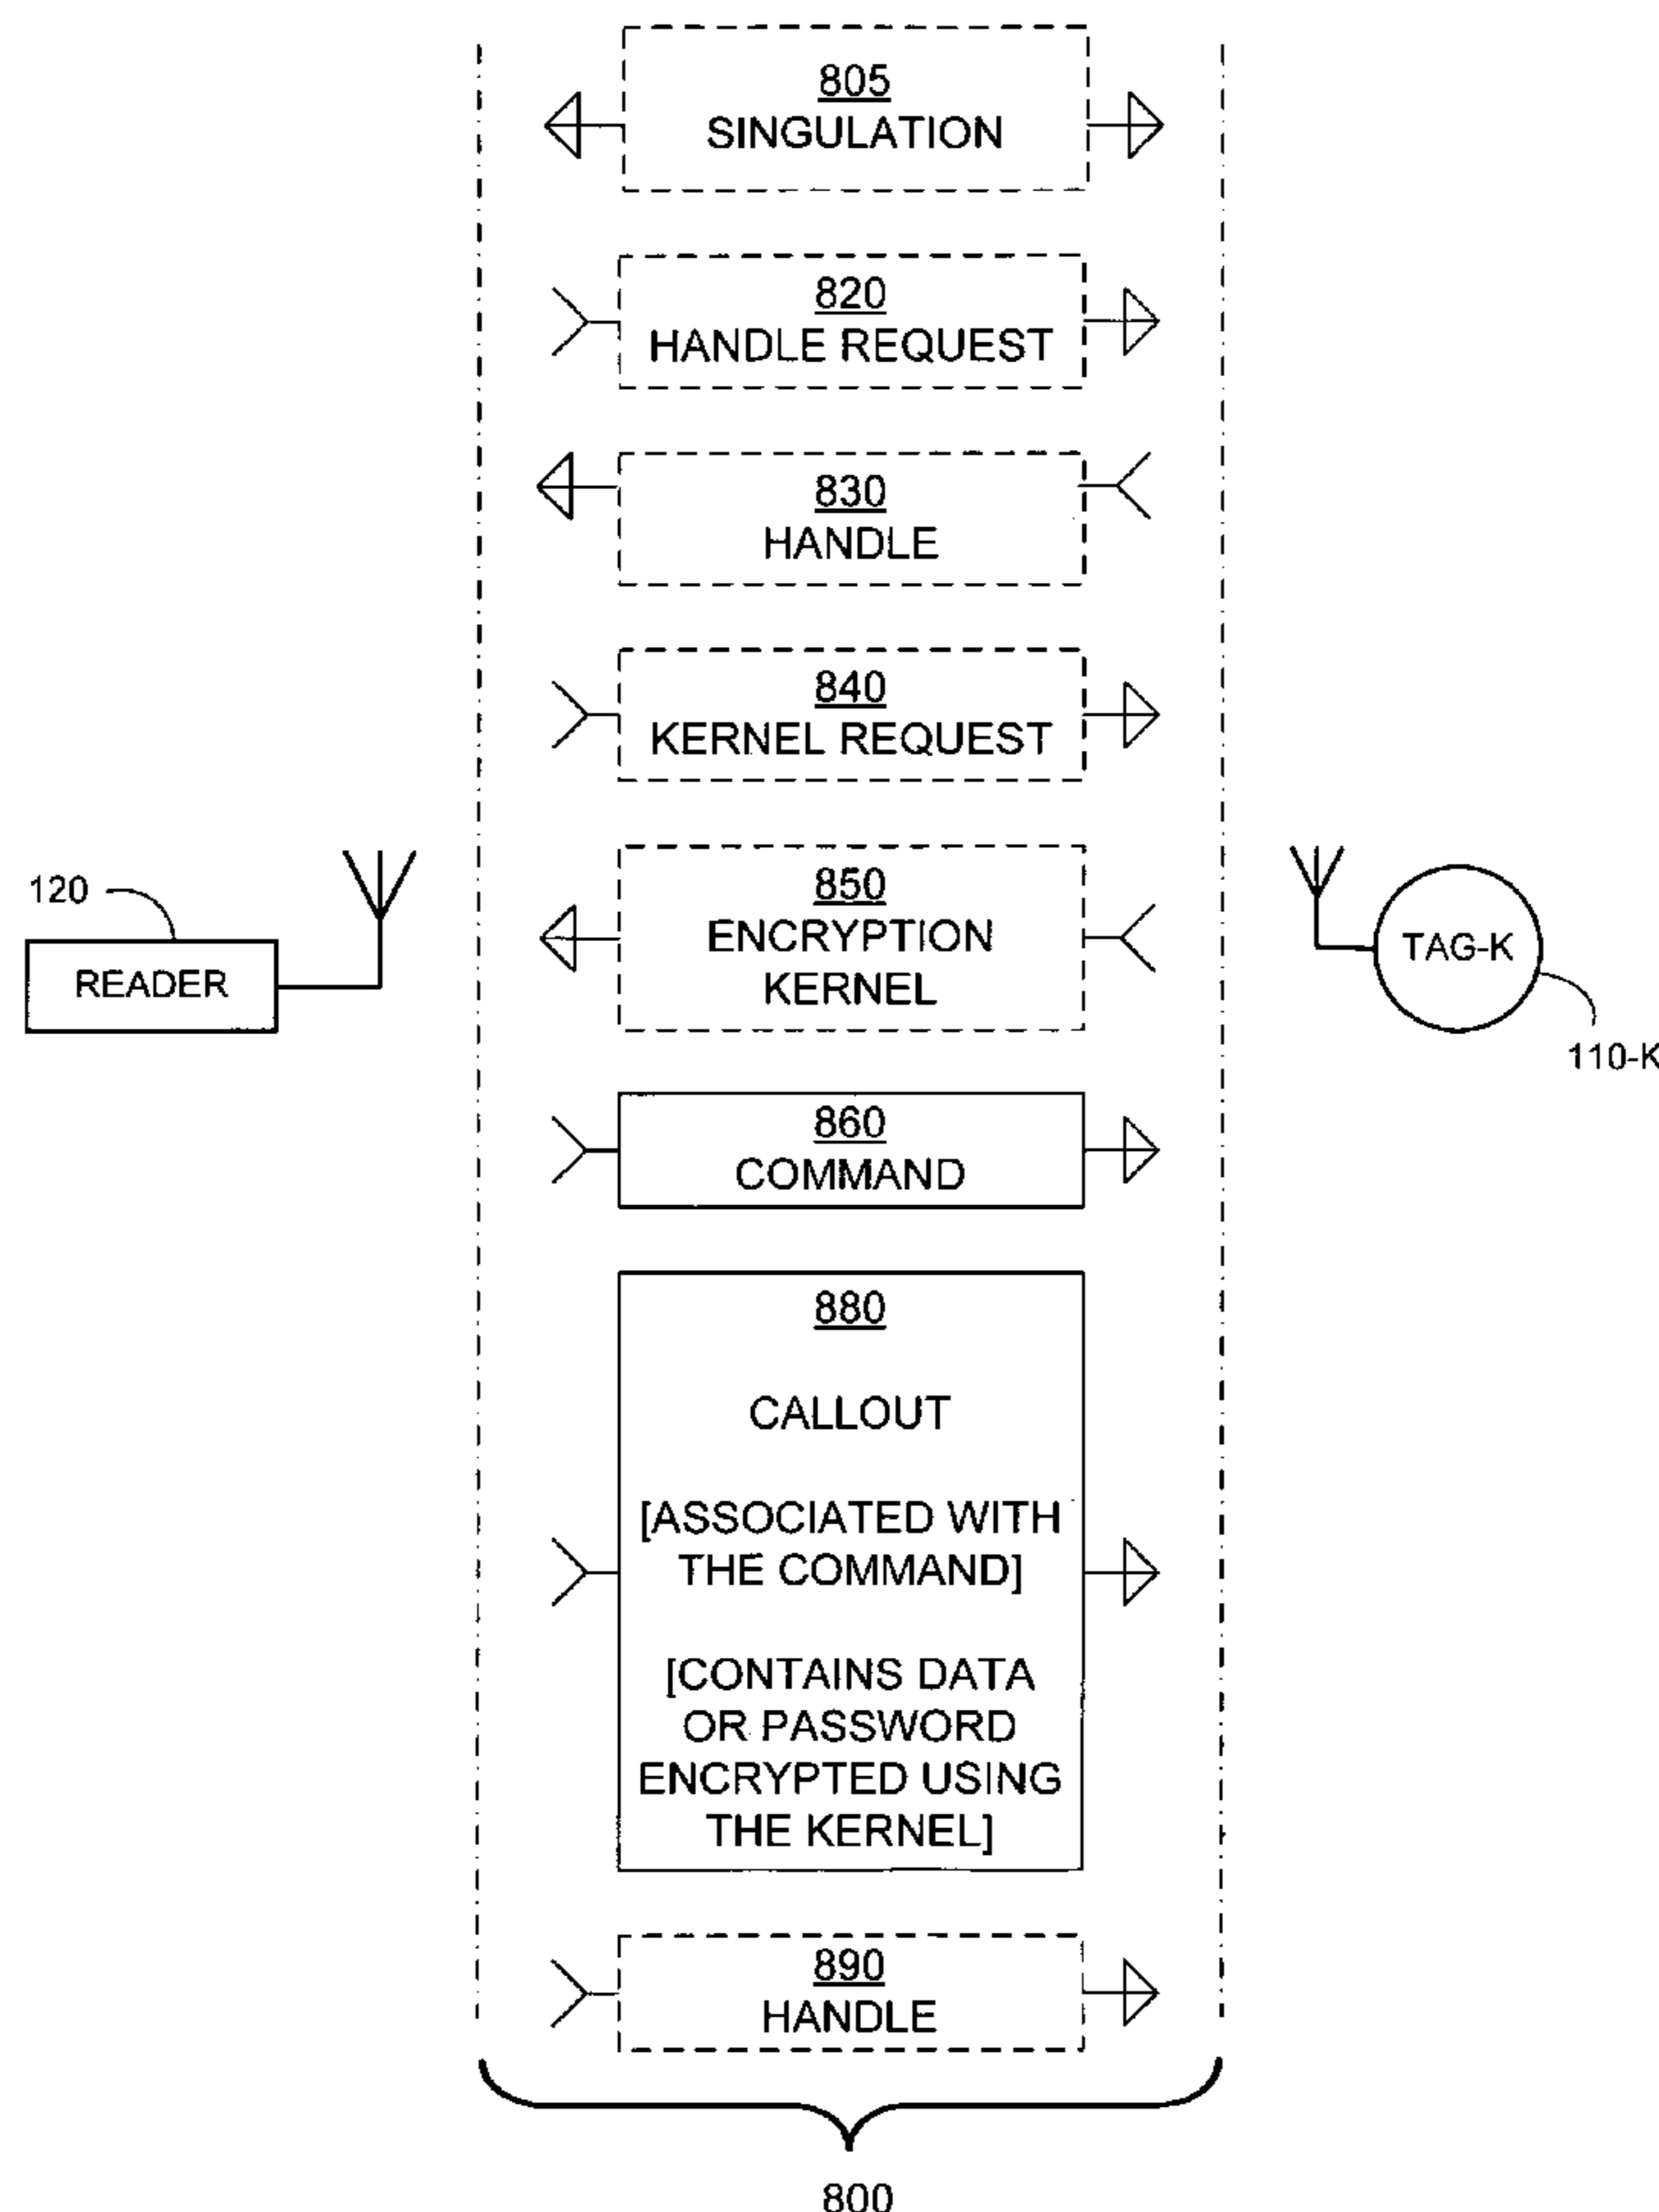 805
SINGULATION
820
HANDLE REQUEST
830
HANDLE
840
KERNEL REQUEST
850
ENCRYPTION
KERNEL
120
READER
TAG-K
110-K
860
COMMAND
880
CALLOUT
[ASSOCIATED WITH
THE COMMAND]
[CONTAINS DATA
OR PASSWORD
ENCRYPTED USING
THE KERNEL]
890
HANDLE
800